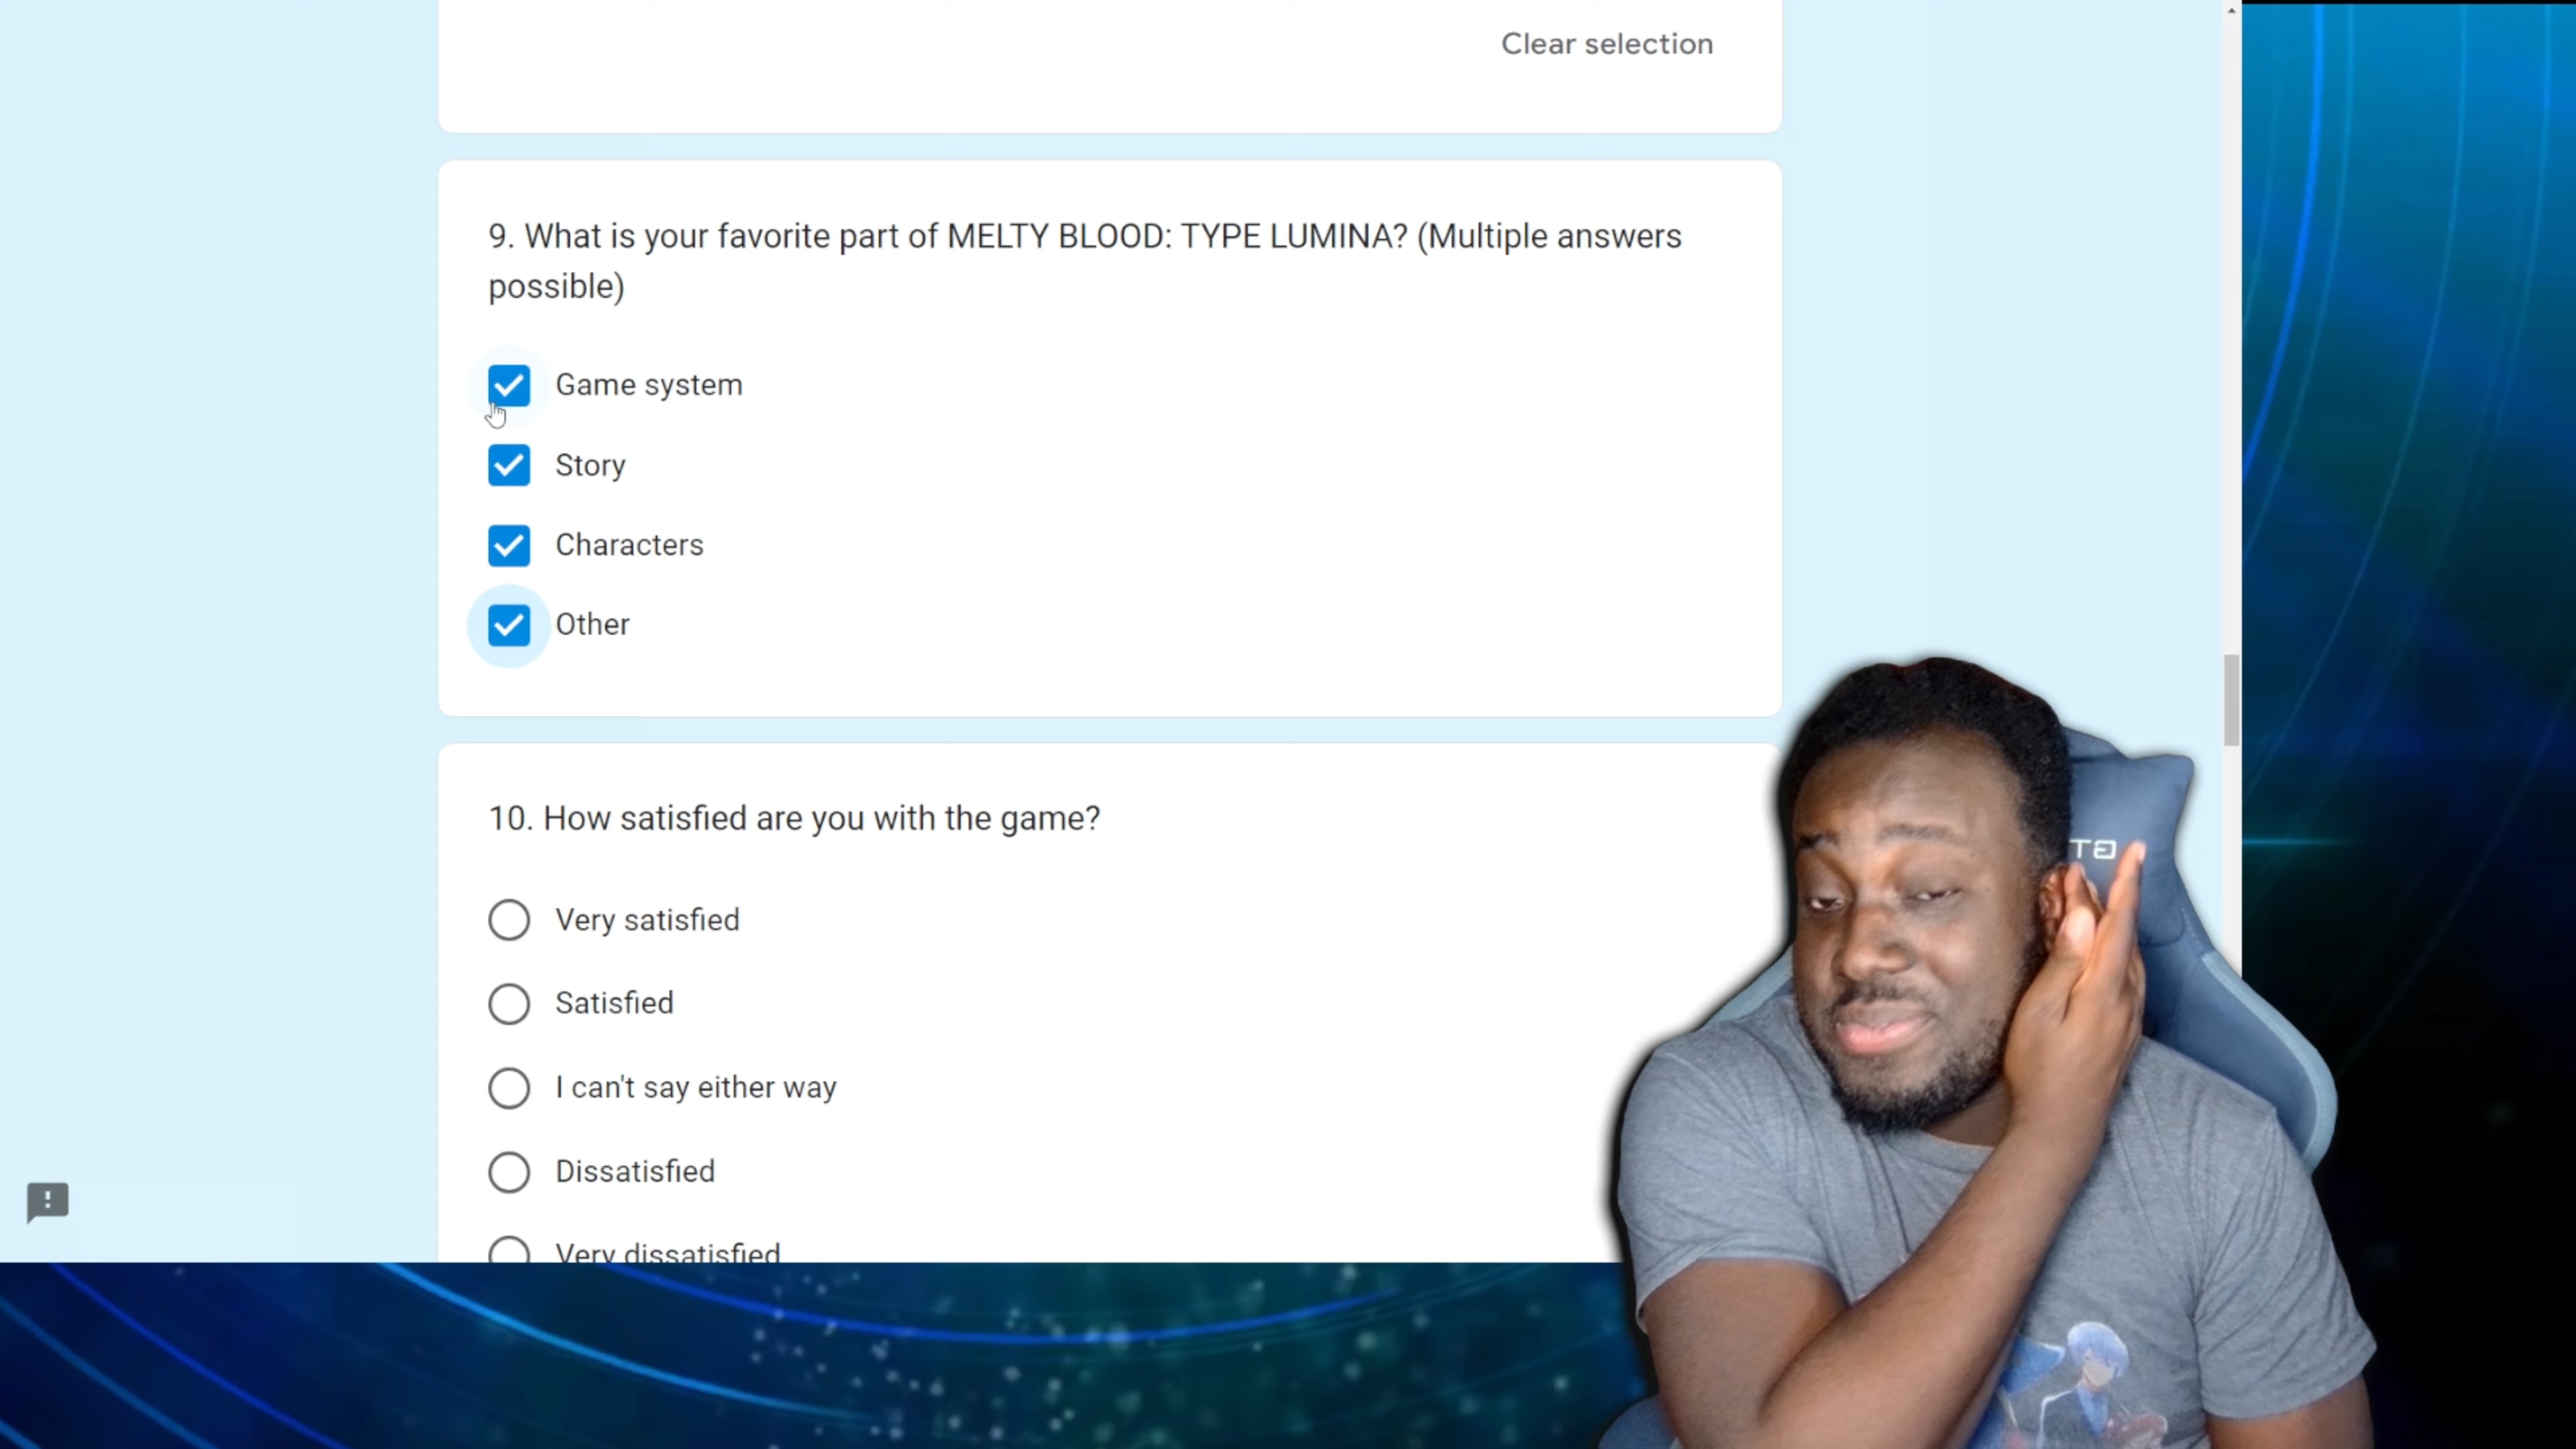 Clear selection
9. What is your favorite part of MELTY BLOOD: TYPE LUMINA? (Multiple answers
possible)
Game system
Story
Characters
Other
10. How satisfied are you with the game?
Very satisfied
Satisfied
I can't say either way
Dissatisfied
Very dissatisfied